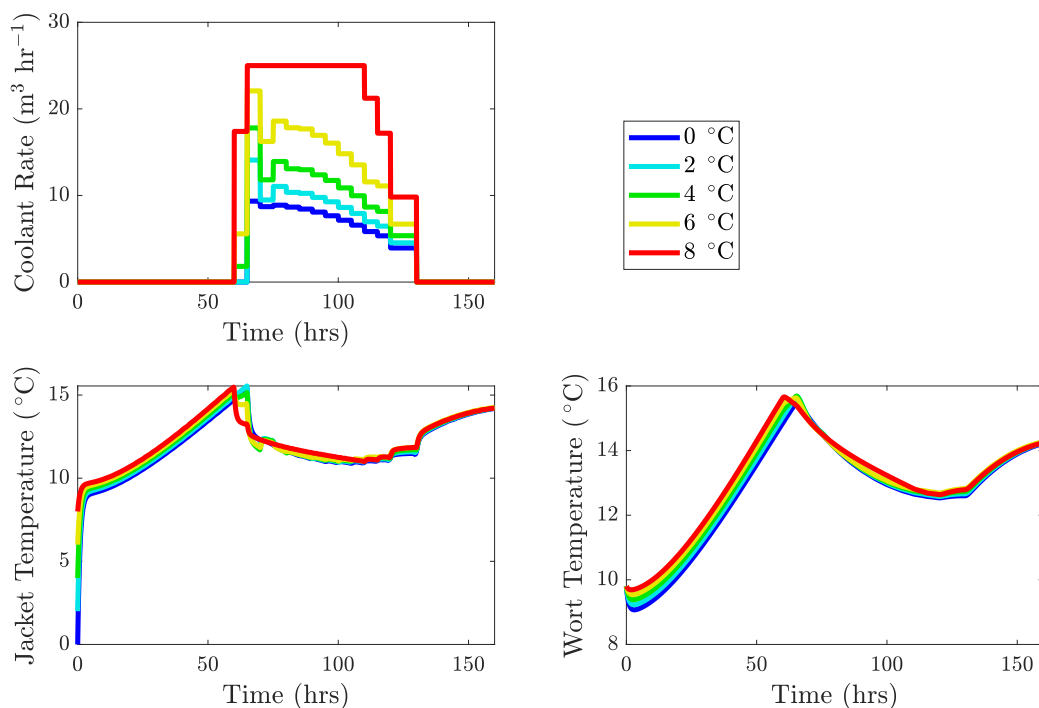 30
20
10
0
Coolant Rate (m³ hr⁻¹)
0 50 100 150
Time (hrs)
0 °C
2 °C
4 °C
6 °C
8 °C
15
10
5
0
Jacket Temperature (°C)
0 50 100 150
Time (hrs)
16
14
12
10
8
Wort Temperature (°C)
0 50 100 150
Time (hrs)